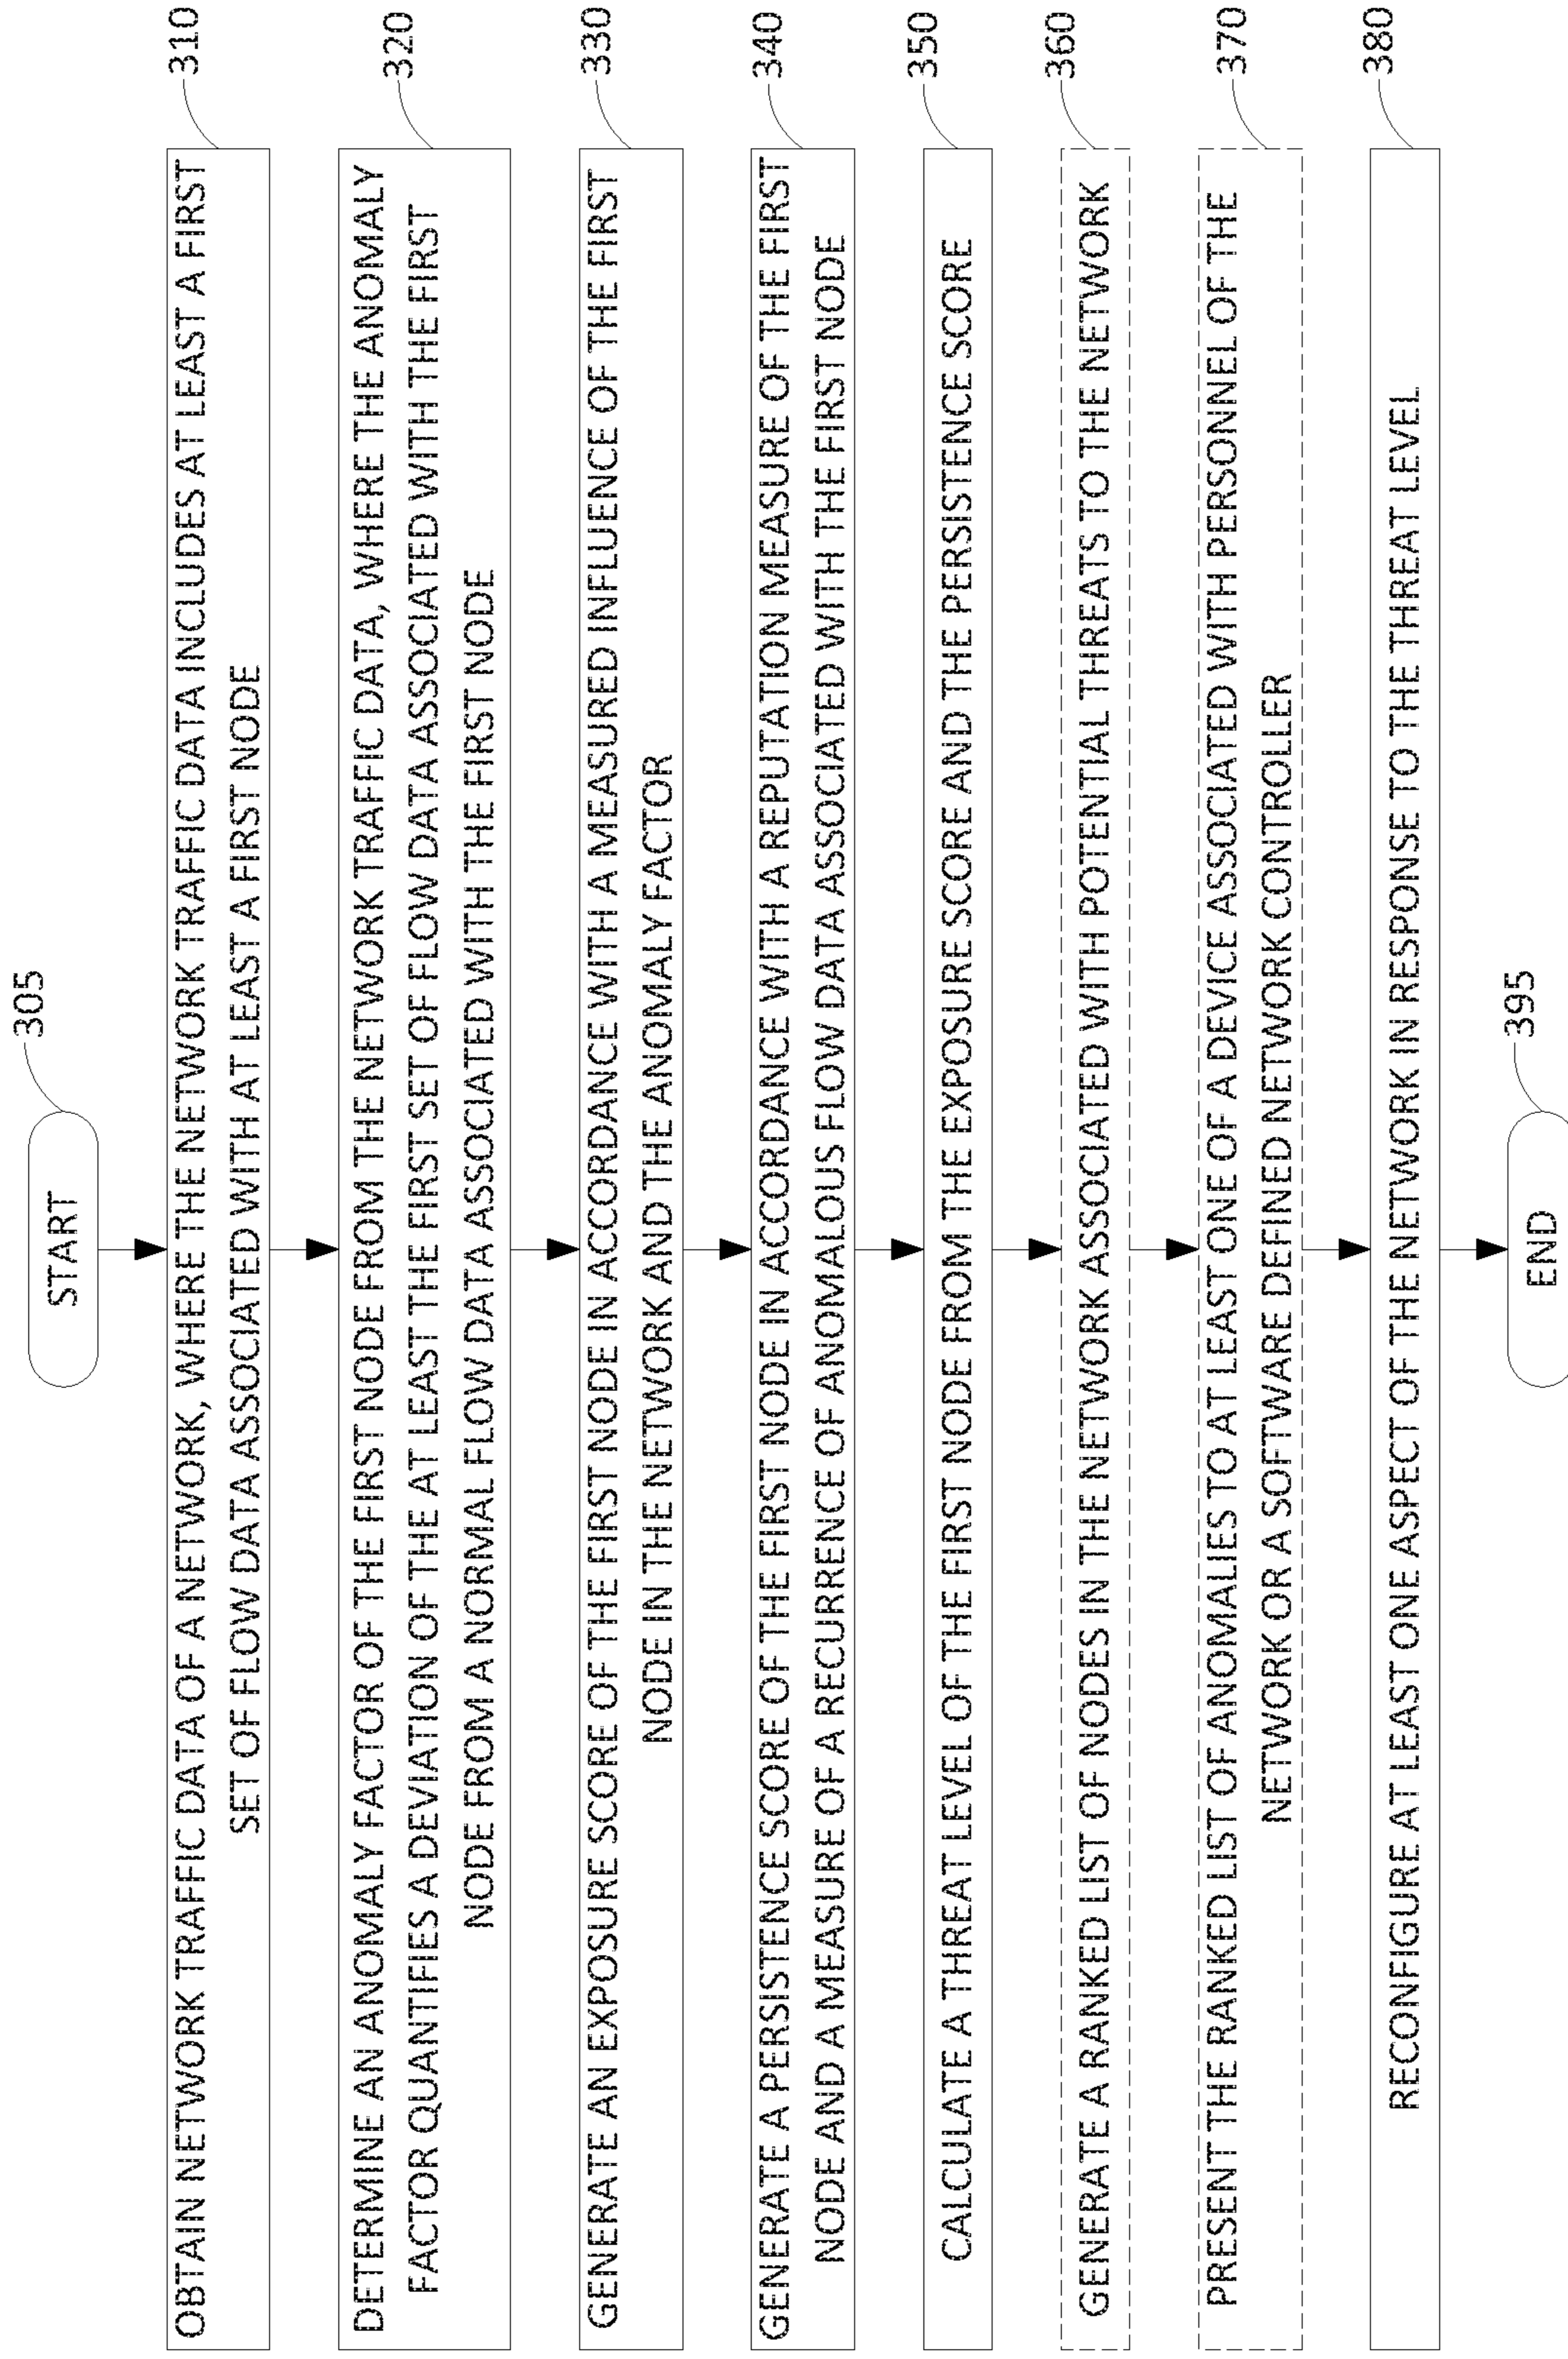 305
START
310
OBTAIN NETWORK TRAFFIC DATA OF A NETWORK, WHERE THE NETWORK TRAFFIC DATA INCLUDES AT LEAST A FIRST
SET OF FLOW DATA ASSOCIATED WITH AT LEAST A FIRST NODE
320
DETERMINE AN ANOMALY FACTOR OF THE FIRST NODE FROM THE NETWORK TRAFFIC DATA, WHERE THE ANOMALY
FACTOR QUANTIFIES A DEVIATION OF THE AT LEAST THE FIRST SET OF FLOW DATA ASSOCIATED WITH THE FIRST
NODE FROM A NORMAL FLOW DATA ASSOCIATED WITH THE FIRST NODE
330
GENERATE AN EXPOSURE SCORE OF THE FIRST NODE IN ACCORDANCE WITH A MEASURED INFLUENCE OF THE FIRST
NODE IN THE NETWORK AND THE ANOMALY FACTOR
340
GENERATE A PERSISTENCE SCORE OF THE FIRST NODE IN ACCORDANCE WITH A REPUTATION MEASURE OF THE FIRST
NODE AND A MEASURE OF A RECURRENCE OF ANOMALOUS FLOW DATA ASSOCIATED WITH THE FIRST NODE
350
CALCULATE A THREAT LEVEL OF THE FIRST NODE FROM THE EXPOSURE SCORE AND THE PERSISTENCE SCORE
360
GENERATE A RANKED LIST OF NODES IN THE NETWORK ASSOCIATED WITH POTENTIAL THREATS TO THE NETWORK
370
PRESENT THE RANKED LIST OF ANOMALIES TO AT LEAST ONE OF A DEVICE ASSOCIATED WITH PERSONNEL OF THE
NETWORK OR A SOFTWARE DEFINED NETWORK CONTROLLER
380
RECONFIGURE AT LEAST ONE ASPECT OF THE NETWORK IN RESPONSE TO THE THREAT LEVEL
395
END